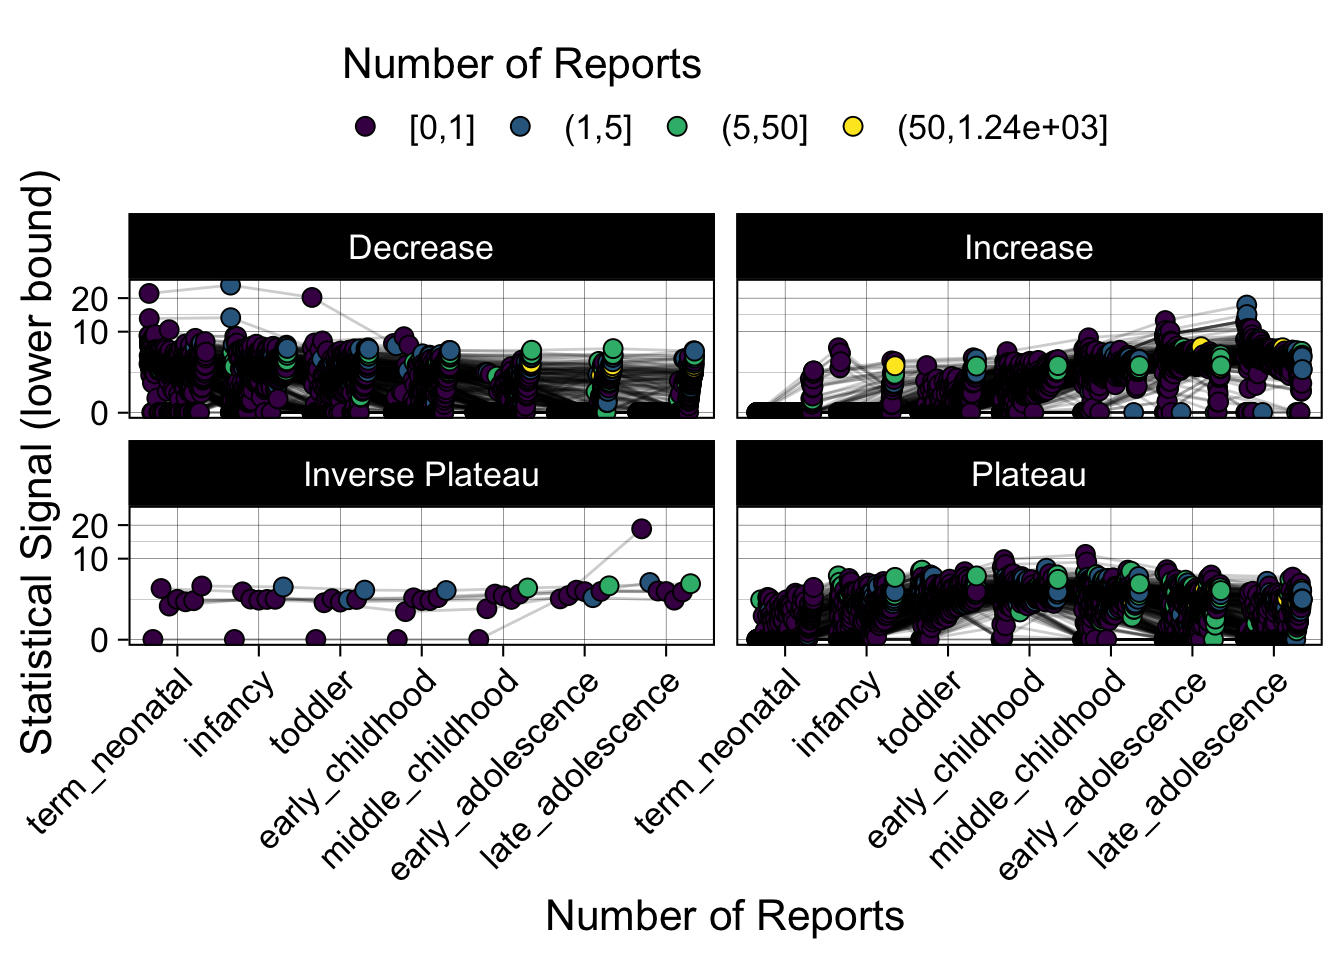 Number of Reports
[0,1] (1,5] (5,50] (50,1.24e+03]
Statistical Signal (lower bound)
Decrease
Increase
20
10
0
Inverse Plateau
Plateau
20
10
0
term_neonatal
infancy
toddler
early_childhood
middle_childhood
early_adolescence
late_adolescence
term_neonatal
infancy
toddler
early_childhood
middle_childhood
early_adolescence
late_adolescence
Number of Reports